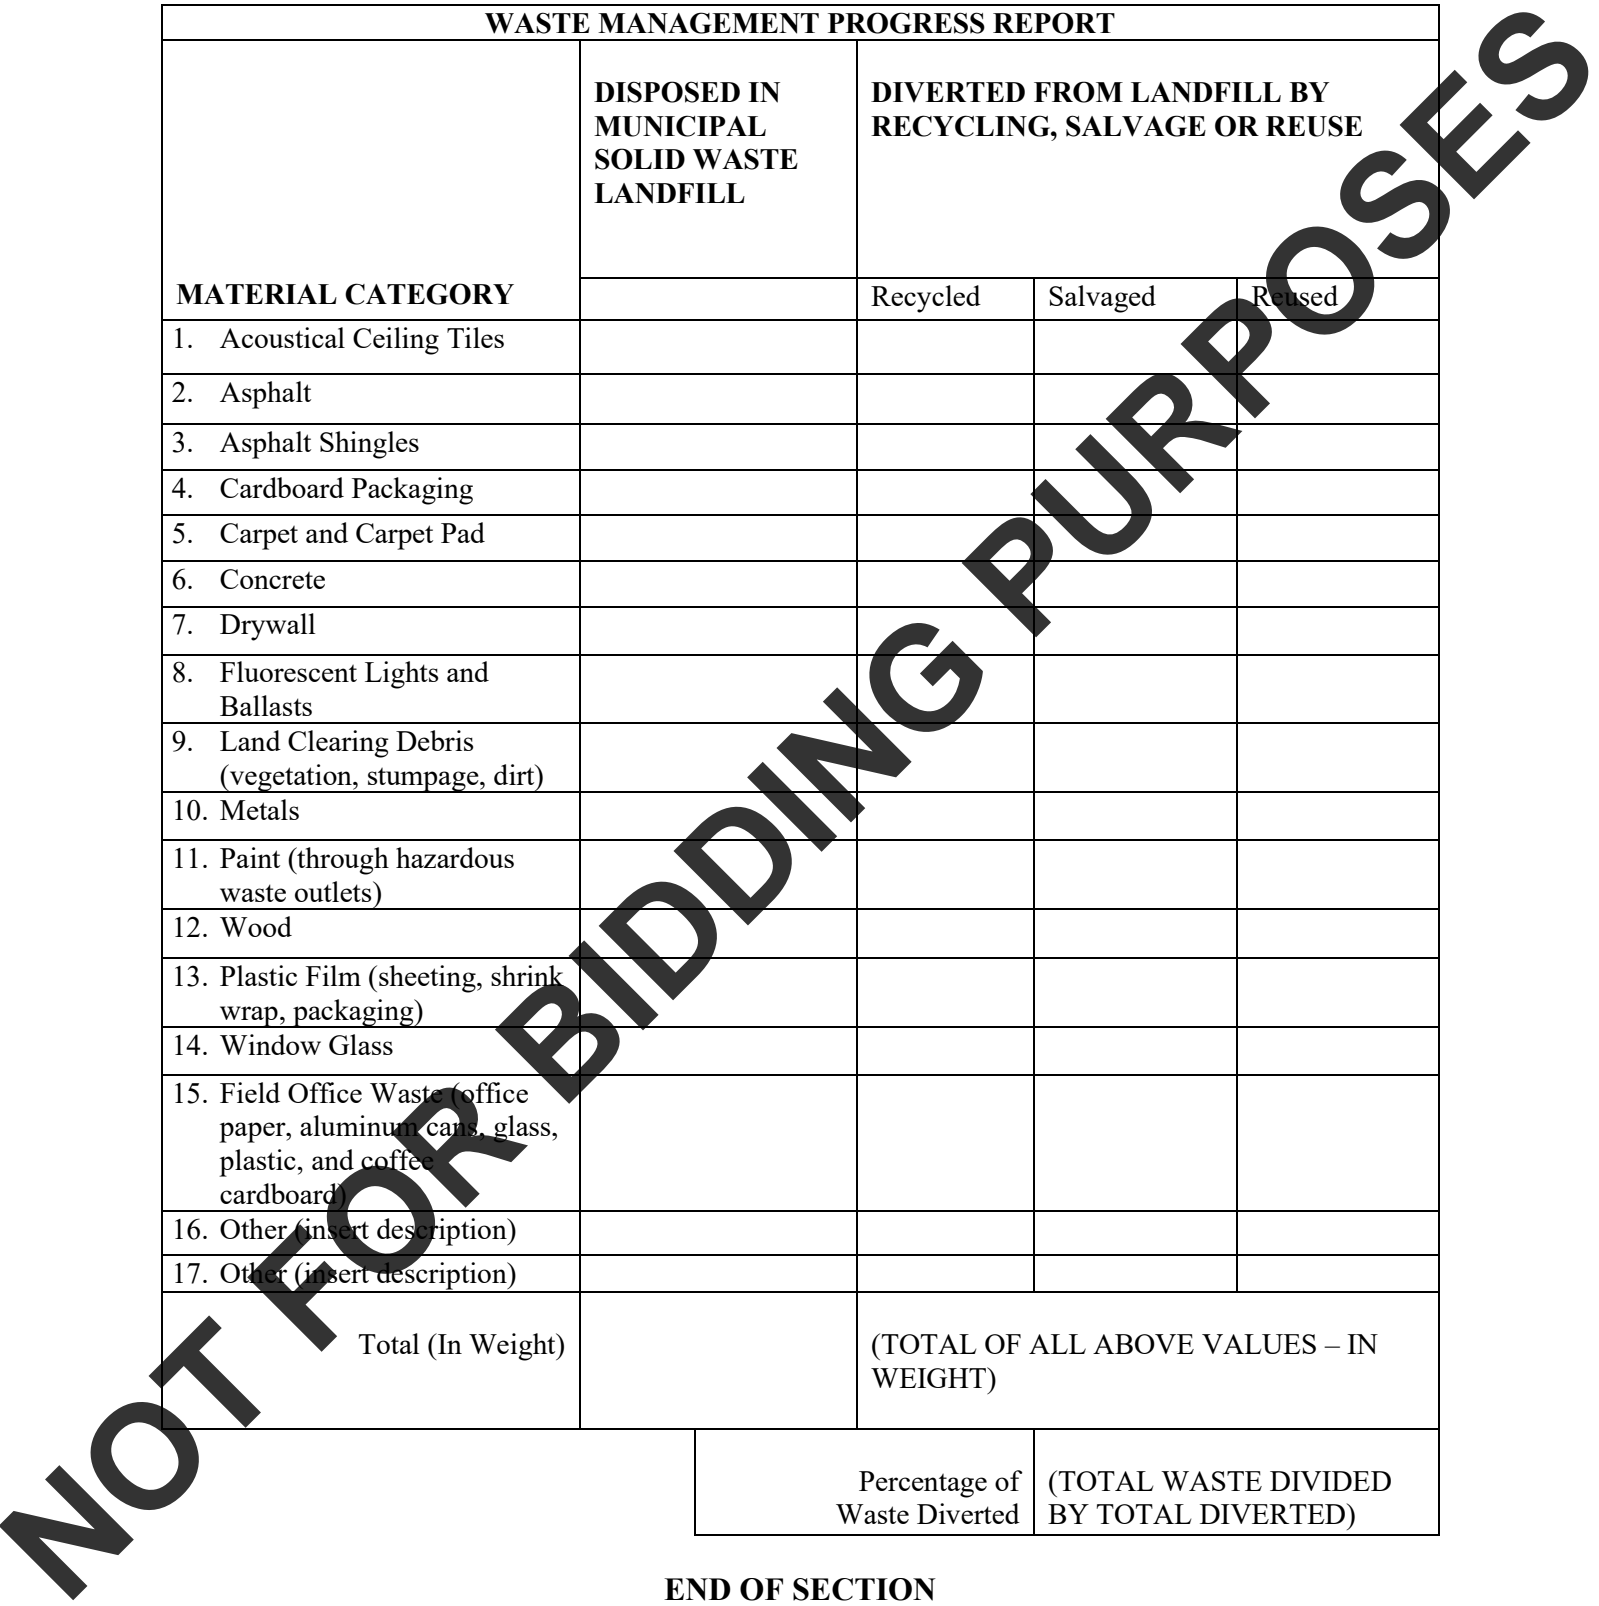 WASTE MANAGEMENT PROGRESS REPORT
MATERIAL CATEGORY
DISPOSED IN
MUNICIPAL
SOLID WASTE
LANDFILL
DIVERTED FROM LANDFILL BY
RECYCLING, SALVAGE OR REUSE
Recycled Salvaged Reused
1. Acoustical Ceiling Tiles
2. Asphalt
3. Asphalt Shingles
4. Cardboard Packaging
5. Carpet and Carpet Pad
6. Concrete
7. Drywall
8. Fluorescent Lights and
Ballasts
9. Land Clearing Debris
(vegetation, stumpage, dirt)
10. Metals
11. Paint (through hazardous
waste outlets)
12. Wood
13. Plastic Film (sheeting, shrink
wrap, packaging)
14. Window Glass
15. Field Office Waste (office
paper, aluminum cans, glass,
plastic, and coffee
cardboard)
16. Other (insert description)
17. Other (insert description)
Total (In Weight)
(TOTAL OF ALL ABOVE VALUES – IN
WEIGHT)
Percentage of
Waste Diverted
(TOTAL WASTE DIVIDED
BY TOTAL DIVERTED)
END OF SECTION
NOT FOR BIDDING PURPOSES